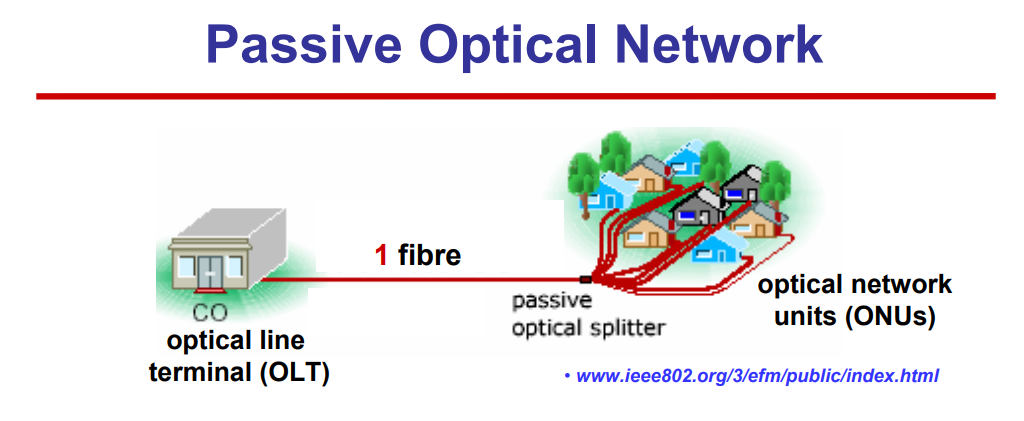 Passive Optical Network
1 fibre
CO
optical line
terminal (OLT)
passive
optical splitter
optical network
units (ONUs)
• www.ieee802.org/3/efm/public/index.html